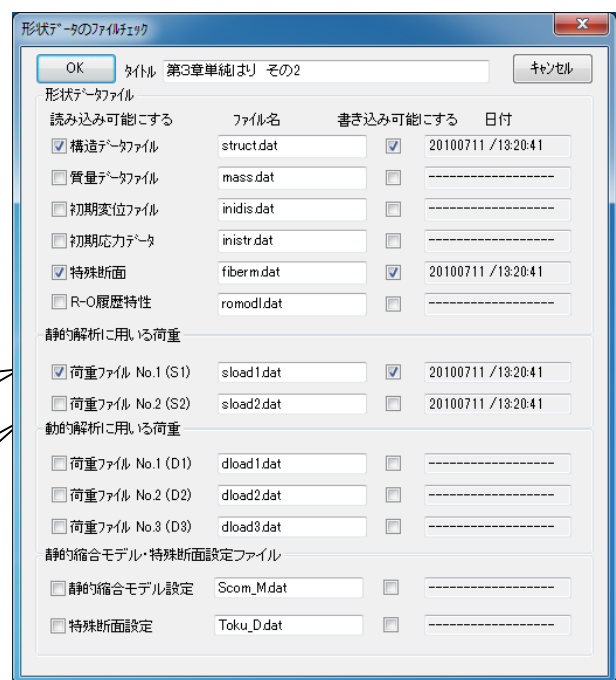 形状ﾃﾞｰﾀのﾌｧｲﾙﾁｪｯｸ
OK ﾀｲﾄﾙ 第3章単純はり その2 ｷｬﾝｾﾙ
形状ﾃﾞｰﾀﾌｧｲﾙ
読み込み可能にする ファイル名 書き込み可能にする 日付
構造ﾃﾞｰﾀﾌｧｲﾙ struct.dat 20100711 /13:20:41
質量ﾃﾞｰﾀﾌｧｲﾙ mass.dat ------------------
初期変位ﾌｧｲﾙ inidis.dat ------------------
初期応力ﾃﾞｰﾀ inistr.dat ------------------
特殊断面 fiberm.dat 20100711 /13:20:41
R-O履歴特性 romodl.dat ------------------
静的解析に用いる荷重
荷重ﾌｧｲﾙ No.1 (S1) sload1.dat 20100711 /13:20:41
荷重ﾌｧｲﾙ No.2 (S2) sload2.dat 20100711 /13:20:41
動的解析に用いる荷重
荷重ﾌｧｲﾙ No.1 (D1) dload1.dat ------------------
荷重ﾌｧｲﾙ No.2 (D2) dload2.dat ------------------
荷重ﾌｧｲﾙ No.3 (D3) dload3.dat ------------------
静的縮合モデル・特殊断面設定ファイル
静的縮合モデル設定 Scom_M.dat ------------------
特殊断面設定 Toku_D.dat ------------------